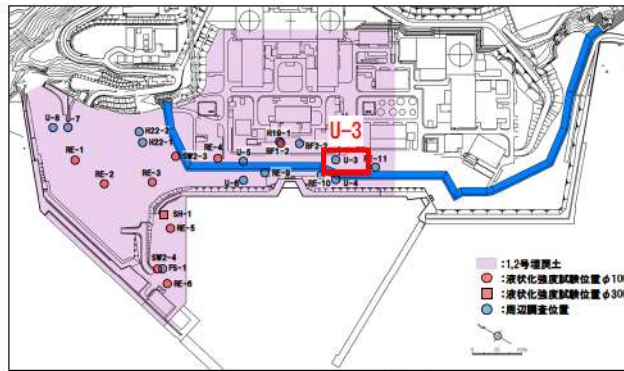 U-3
U-8
U-7
H22-2
H22-1
RE-1
RE-2
RE-3
SW2-3
RE-4
U-5
U-6
H19-1
BF1-2
BF2-2
RE-9
RE-10
U-3
U-4
RE-11
SH-1
RE-5
SW2-4
FS-1
RE-6
:1,2号埋戻土
:液状化強度試験位置φ100
:液状化強度試験位置φ300
:周辺調査位置